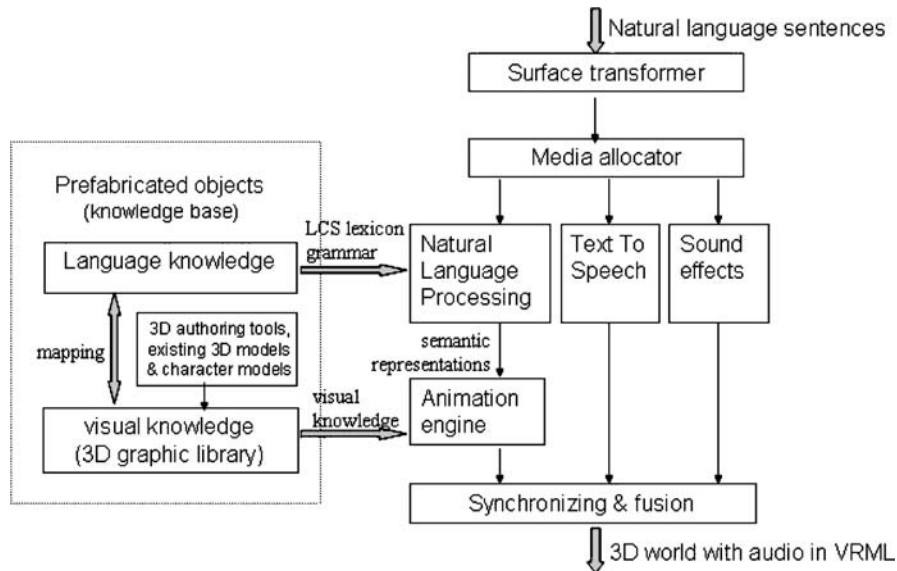 Natural language sentences
Surface transformer
Media allocator
Prefabricated objects
(knowledge base)
LCS lexicon
grammar
Language knowledge
Natural
Language
Processing
Text To
Speech
Sound
effects
mapping
3D authoring tools,
existing 3D models
& character models
semantic
representations
visual
knowledge
visual knowledge
(3D graphic library)
Animation
engine
Synchronizing & fusion
3D world with audio in VRML